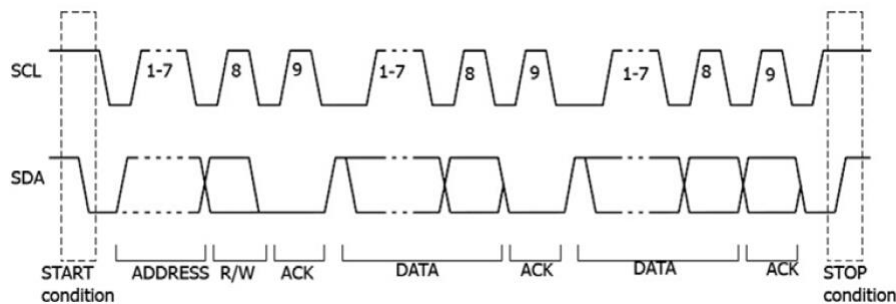 SCL 1-7 8 9 1-7 8 9 1-7 8 9
SDA
START ADDRESS R/W ACK DATA ACK DATA ACK STOP
condition condition